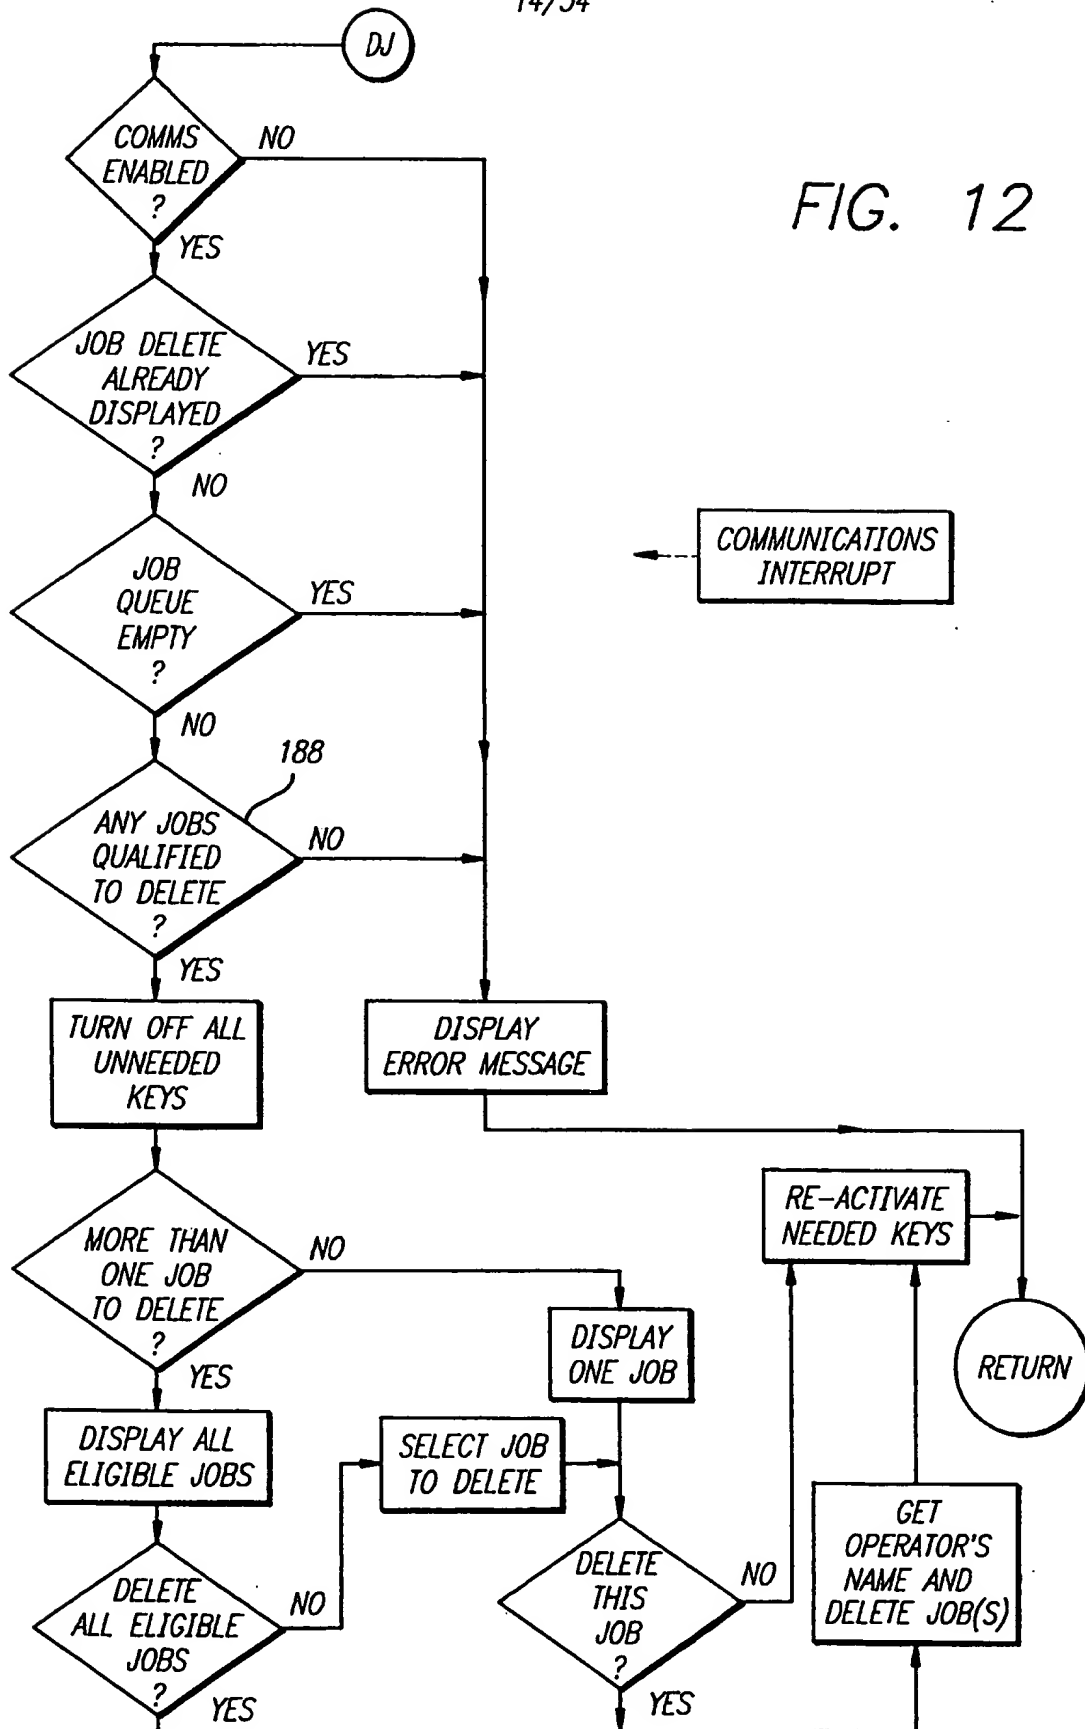 14/54
DJ
COMMS
ENABLED
?
NO
YES
FIG. 12
JOB DELETE
ALREADY
DISPLAYED
?
YES
NO
COMMUNICATIONS
INTERRUPT
JOB
QUEUE
EMPTY
?
YES
NO
188
ANY JOBS
QUALIFIED
TO DELETE
?
NO
YES
TURN OFF ALL
UNNEEDED
KEYS
DISPLAY
ERROR MESSAGE
MORE THAN
ONE JOB
TO DELETE
?
NO
YES
RE-ACTIVATE
NEEDED KEYS
DISPLAY
ONE JOB
RETURN
DISPLAY ALL
ELIGIBLE JOBS
SELECT JOB
TO DELETE
GET
OPERATOR'S
NAME AND
DELETE JOB(S)
DELETE
ALL ELIGIBLE
JOBS
?
NO
YES
DELETE
THIS
JOB
?
NO
YES